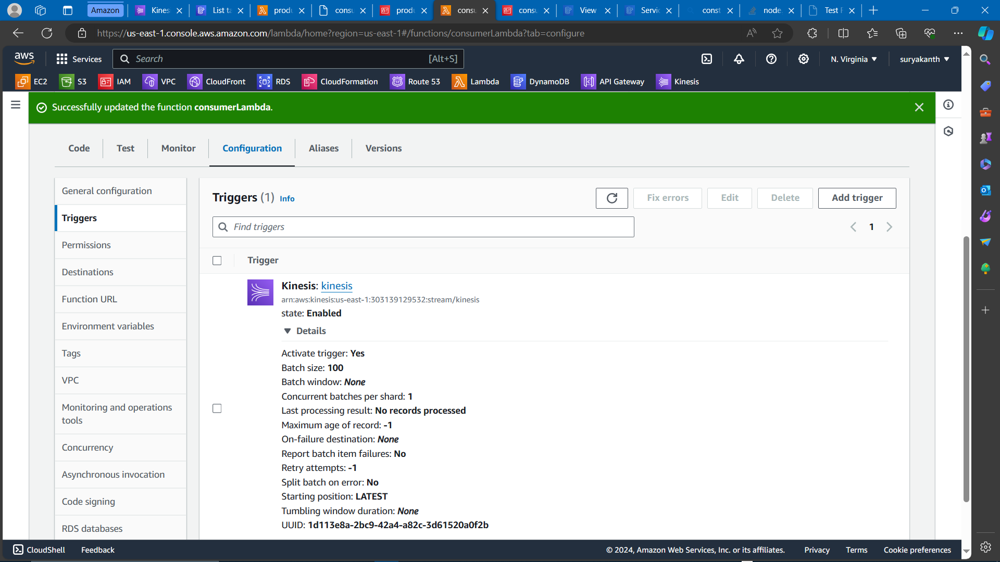 Amazon
Kines
List ta
produ
consu
produ
consu
consu
View
Servic
const
node.
Test F
https://us-east-1.console.aws.amazon.com/lambda/home?region=us-east-1#/functions/consumerLambda?tab=configure
aws
Services
Search
[Alt+S]
N. Virginia
suryakanth
EC2
S3
IAM
VPC
CloudFront
RDS
CloudFormation
Route 53
Lambda
DynamoDB
API Gateway
Kinesis
Successfully updated the function consumerLambda.
Code
Test
Monitor
Configuration
Aliases
Versions
General configuration
Triggers
Permissions
Destinations
Function URL
Environment variables
Tags
VPC
Monitoring and operations
tools
Concurrency
Asynchronous invocation
Code signing
RDS databases
Triggers (1) Info
Fix errors
Edit
Delete
Add trigger
Find triggers
1
Trigger
Kinesis: kinesis
arn:aws:kinesis:us-east-1:303139129532:stream/kinesis
state: Enabled
Details
Activate trigger: Yes
Batch size: 100
Batch window: None
Concurrent batches per shard: 1
Last processing result: No records processed
Maximum age of record: -1
On-failure destination: None
Report batch item failures: No
Retry attempts: -1
Split batch on error: No
Starting position: LATEST
Tumbling window duration: None
UUID: 1d113e8a-2bc9-42a4-a82c-3d61520a0f2b
CloudShell
Feedback
© 2024, Amazon Web Services, Inc. or its affiliates.
Privacy
Terms
Cookie preferences